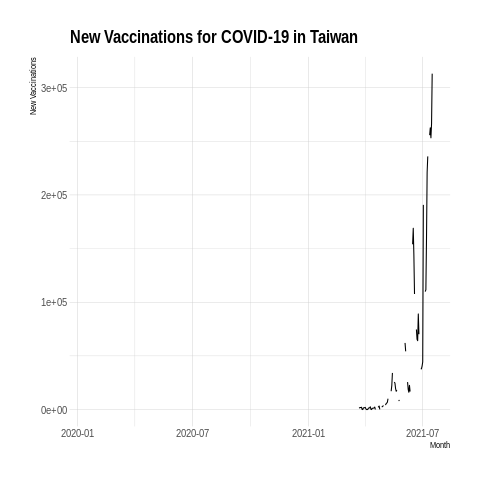 New Vaccinations for COVID-19 in Taiwan
New Vaccinations
3e+05
2e+05
1e+05
0e+00
2020-01 2020-07 2021-01 2021-07
Month